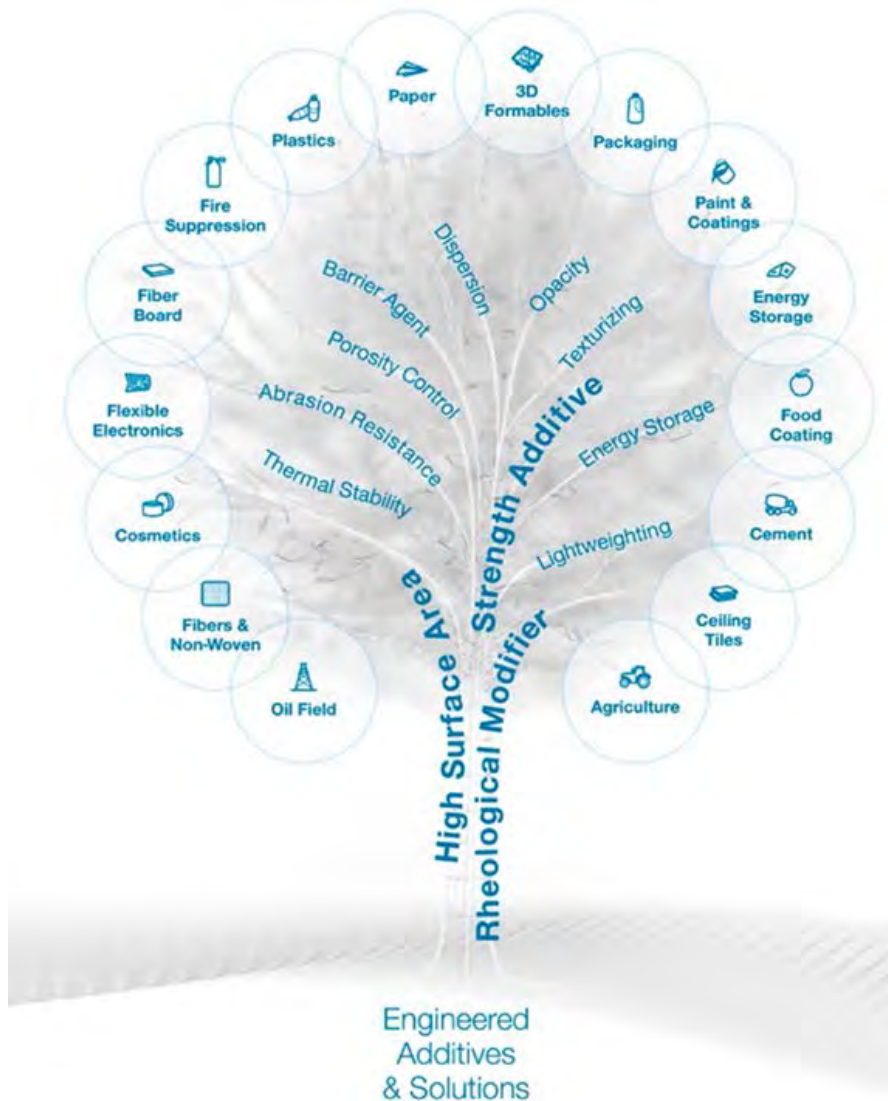 Paper
3D
Formables
Plastics
Packaging
Fire
Suppression
Paint &
Coatings
Fiber
Board
Energy
Storage
Flexible
Electronics
Food
Coating
Cosmetics
Cement
Fibers &
Non-Woven
Ceiling
Tiles
Oil Field
Agriculture
Thermal Stability
Abrasion Resistance
Porosity Control
Barrier Agent
Dispersion
Opacity
Texturizing
Energy Storage
Lightweighting
High Surface Area
Strength Additive
Rheological Modifier
Engineered
Additives
& Solutions